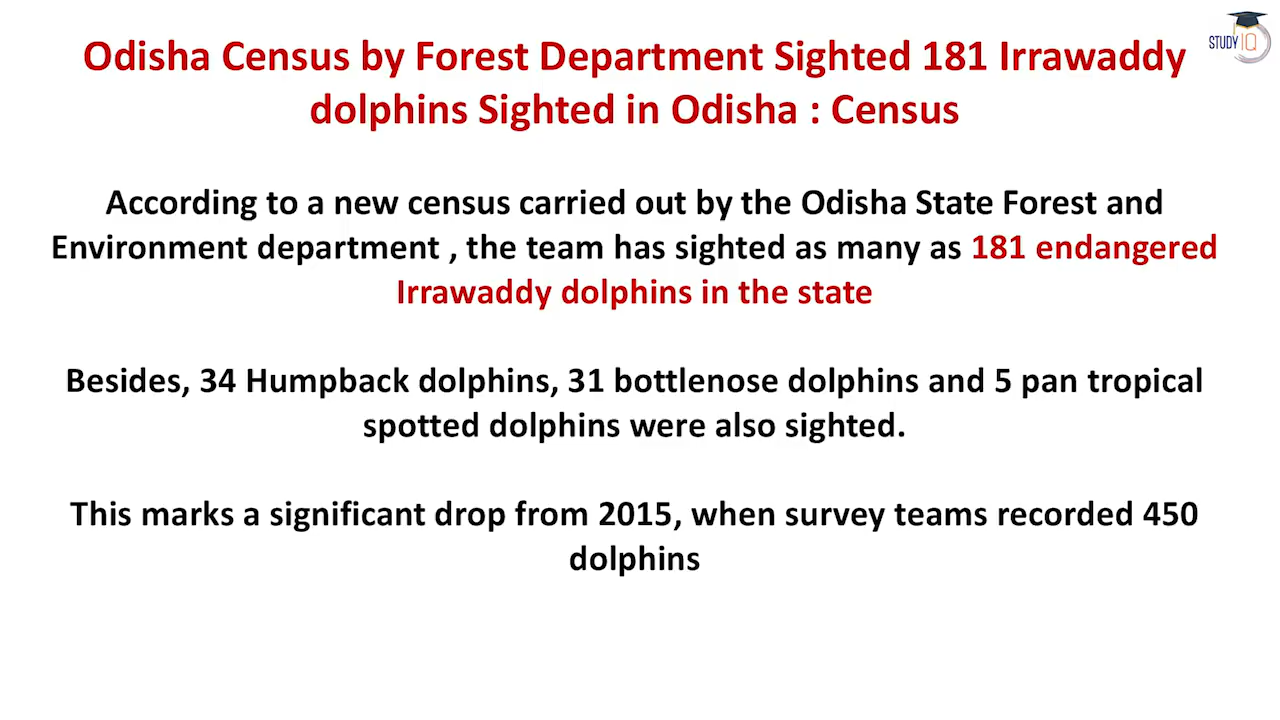 STUDY IQ
Odisha Census by Forest Department Sighted 181 Irrawaddy
dolphins Sighted in Odisha : Census
According to a new census carried out by the Odisha State Forest and
Environment department , the team has sighted as many as 181 endangered
Irrawaddy dolphins in the state
Besides, 34 Humpback dolphins, 31 bottlenose dolphins and 5 pan tropical
spotted dolphins were also sighted.
This marks a significant drop from 2015, when survey teams recorded 450
dolphins